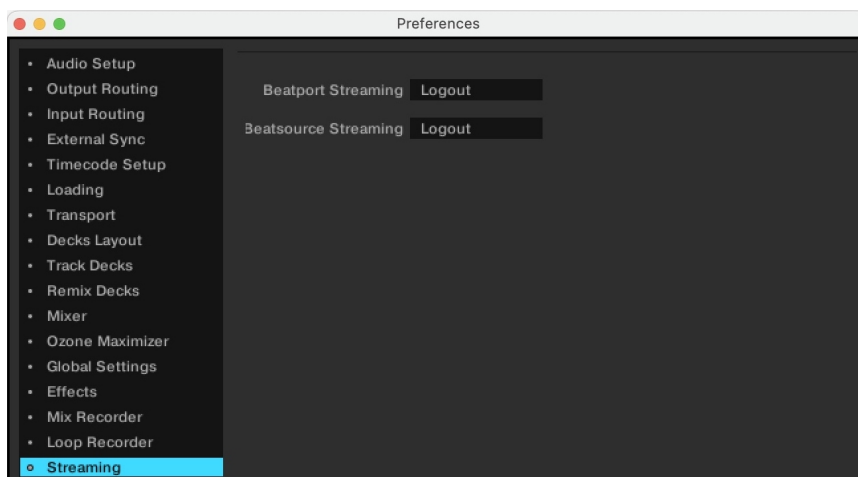 Preferences
Audio Setup
Output Routing
Input Routing
External Sync
Timecode Setup
Loading
Transport
Decks Layout
Track Decks
Remix Decks
Mixer
Ozone Maximizer
Global Settings
Effects
Mix Recorder
Loop Recorder
Streaming
Beatport Streaming Logout
Beatsource Streaming Logout